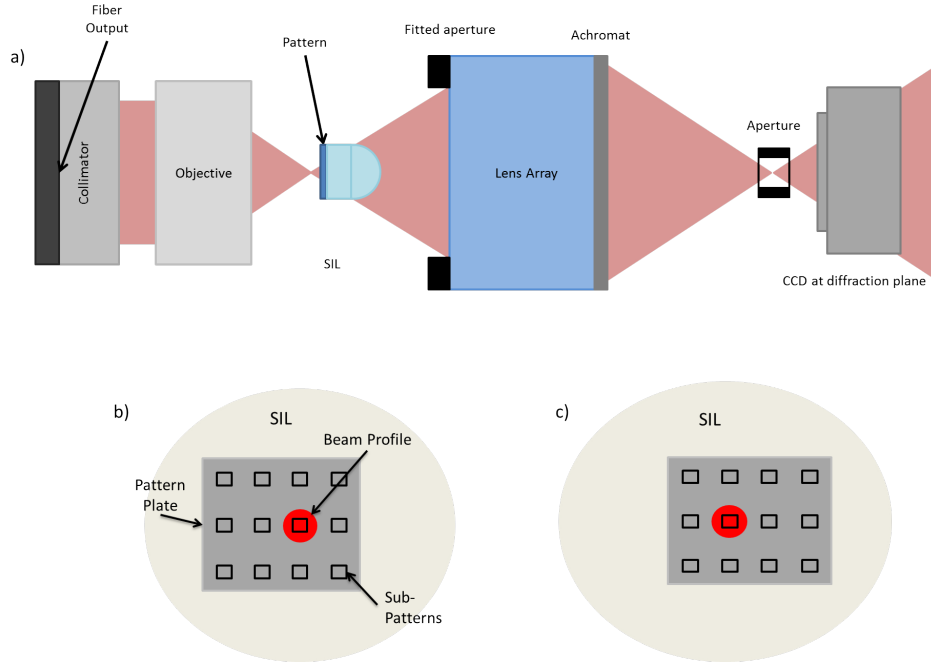 Fiber
Output
a)
Pattern
Fitted aperture
Achromat
Collimator
Objective
Lens Array
Aperture
SIL
CCD at diffraction plane
b)
SIL
Beam Profile
Pattern
Plate
Sub-
Patterns
c)
SIL